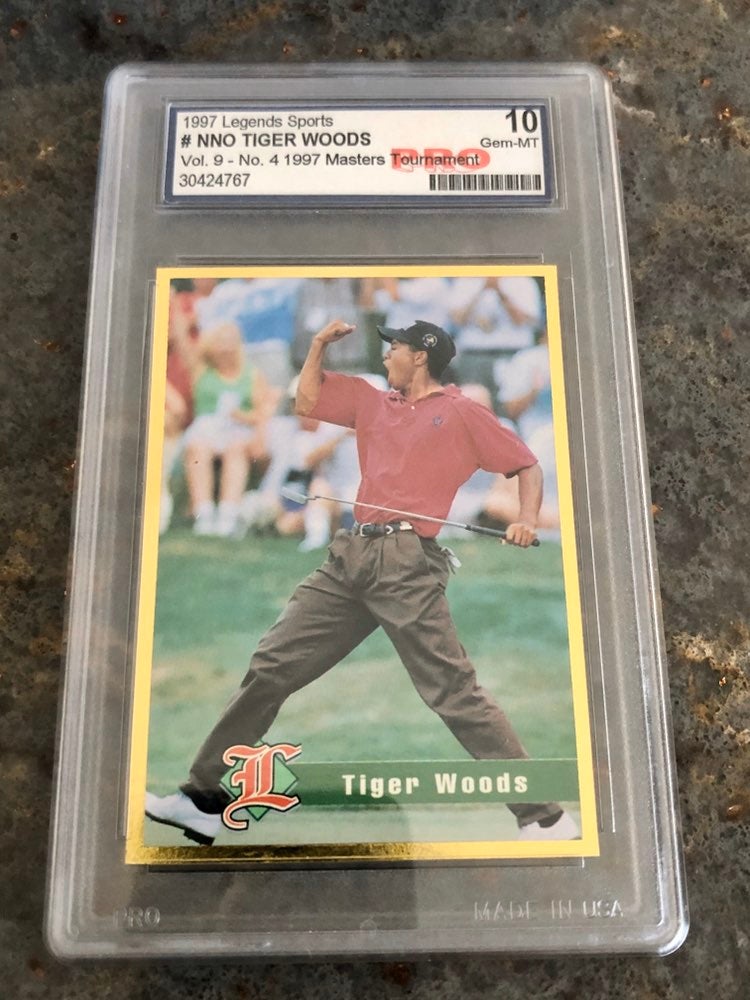 1997 Legends Sports
10
# NNO TIGER WOODS
Gem-MT
PRO
Vol. 9 - No. 4 1997 Masters Tournament
30424767
L
Tiger Woods
PRO
MADE IN USA